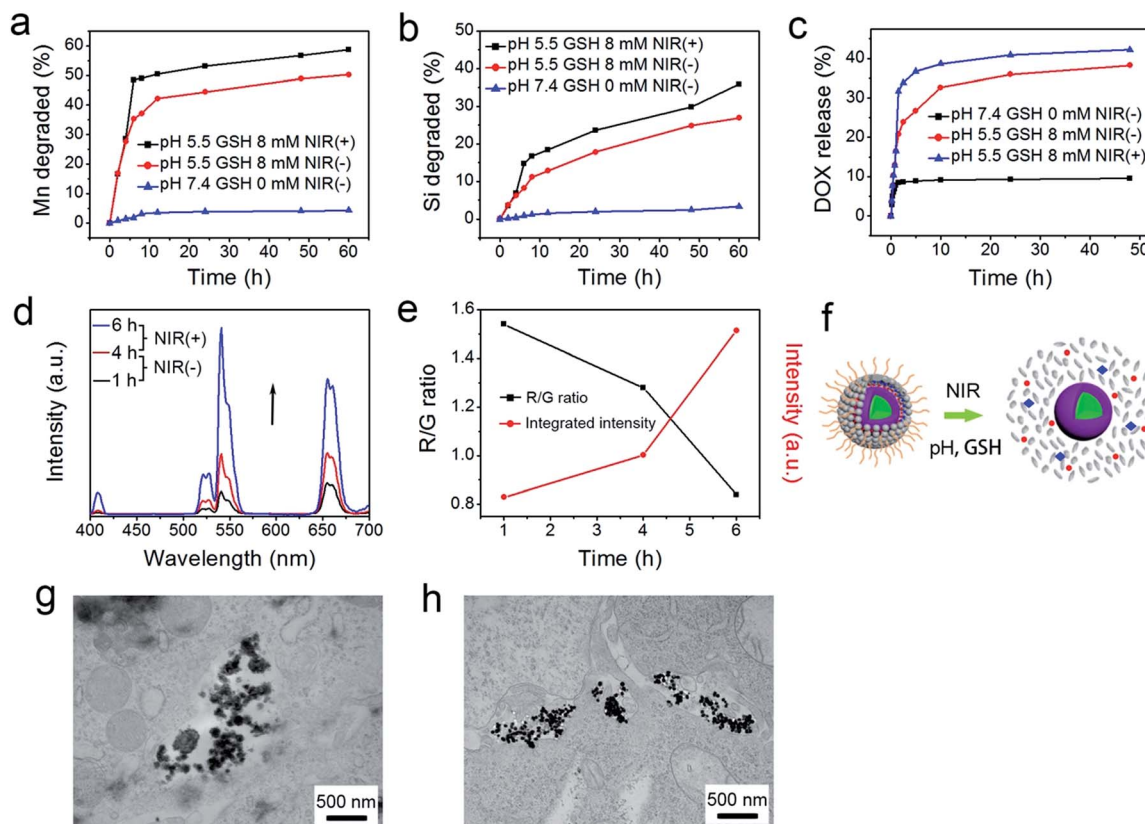 a
Mn degraded (%)
60
50
40
30
20
10
0
pH 5.5 GSH 8 mM NIR(+)
pH 5.5 GSH 8 mM NIR(-)
pH 7.4 GSH 0 mM NIR(-)
0 10 20 30 40 50 60
Time (h)
b
Si degraded (%)
50
40
30
20
10
0
pH 5.5 GSH 8 mM NIR(+)
pH 5.5 GSH 8 mM NIR(-)
pH 7.4 GSH 0 mM NIR(-)
0 10 20 30 40 50 60
Time (h)
c
DOX release (%)
50
40
30
20
10
0
pH 7.4 GSH 0 mM NIR(-)
pH 5.5 GSH 8 mM NIR(-)
pH 5.5 GSH 8 mM NIR(+)
0 10 20 30 40 50
Time (h)
d
Intensity (a.u.)
6 h
NIR(+)
4 h
NIR(-)
1 h
400 450 500 550 600 650 700
Wavelength (nm)
e
R/G ratio
1.6
1.4
1.2
1.0
0.8
R/G ratio
Integrated intensity
1 2 3 4 5 6
Time (h)
Intensity (a.u.)
f
NIR
pH, GSH
g
500 nm
h
500 nm